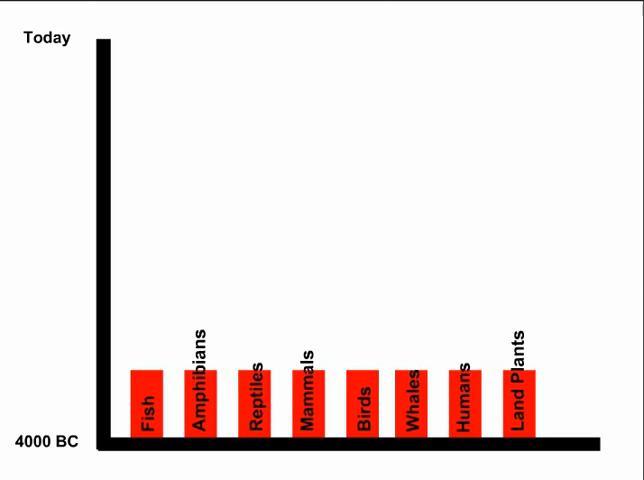 Today
Fish
Amphibians
Reptiles
Mammals
Birds
Whales
Humans
Land Plants
4000 BC